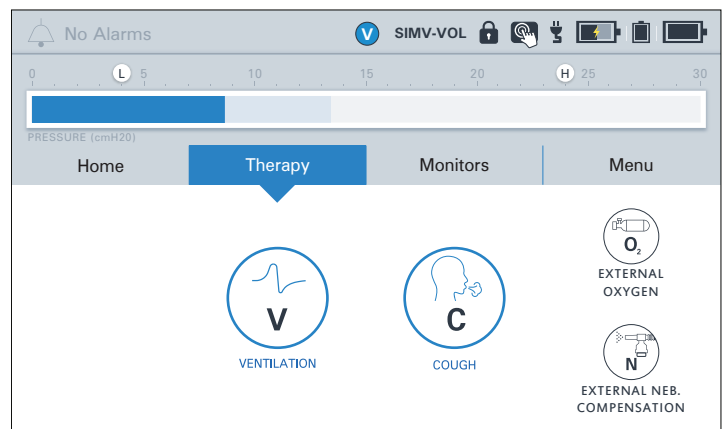 No Alarms
V SIMV-VOL
0 L 5 10 15 20 H 25 30
PRESSURE (cmH20)
Home Therapy Monitors Menu
O2
EXTERNAL
OXYGEN
V
VENTILATION
C
COUGH
N
EXTERNAL NEB.
COMPENSATION